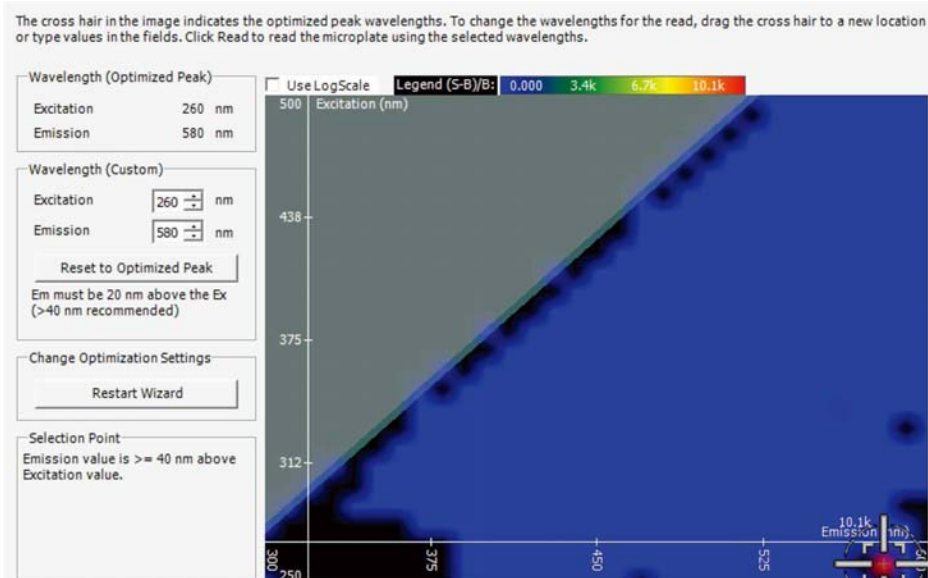 The cross hair in the image indicates the optimized peak wavelengths. To change the wavelengths for the read, drag the cross hair to a new location
or type values in the fields. Click Read to read the microplate using the selected wavelengths.
Wavelength (Optimized Peak)
Excitation 260 nm
Emission 580 nm
Wavelength (Custom)
Excitation 260 nm
Emission 580 nm
Reset to Optimized Peak
Em must be 20 nm above the Ex
(>40 nm recommended)
Change Optimization Settings
Restart Wizard
Selection Point
Emission value is >= 40 nm above
Excitation value.
Use LogScale Legend (S-B)/B: 0.000 3.4k 6.7k 10.1k
500 Excitation (nm)
438
375
312
250
10.1k
Emission (nm)
300 375 450 525